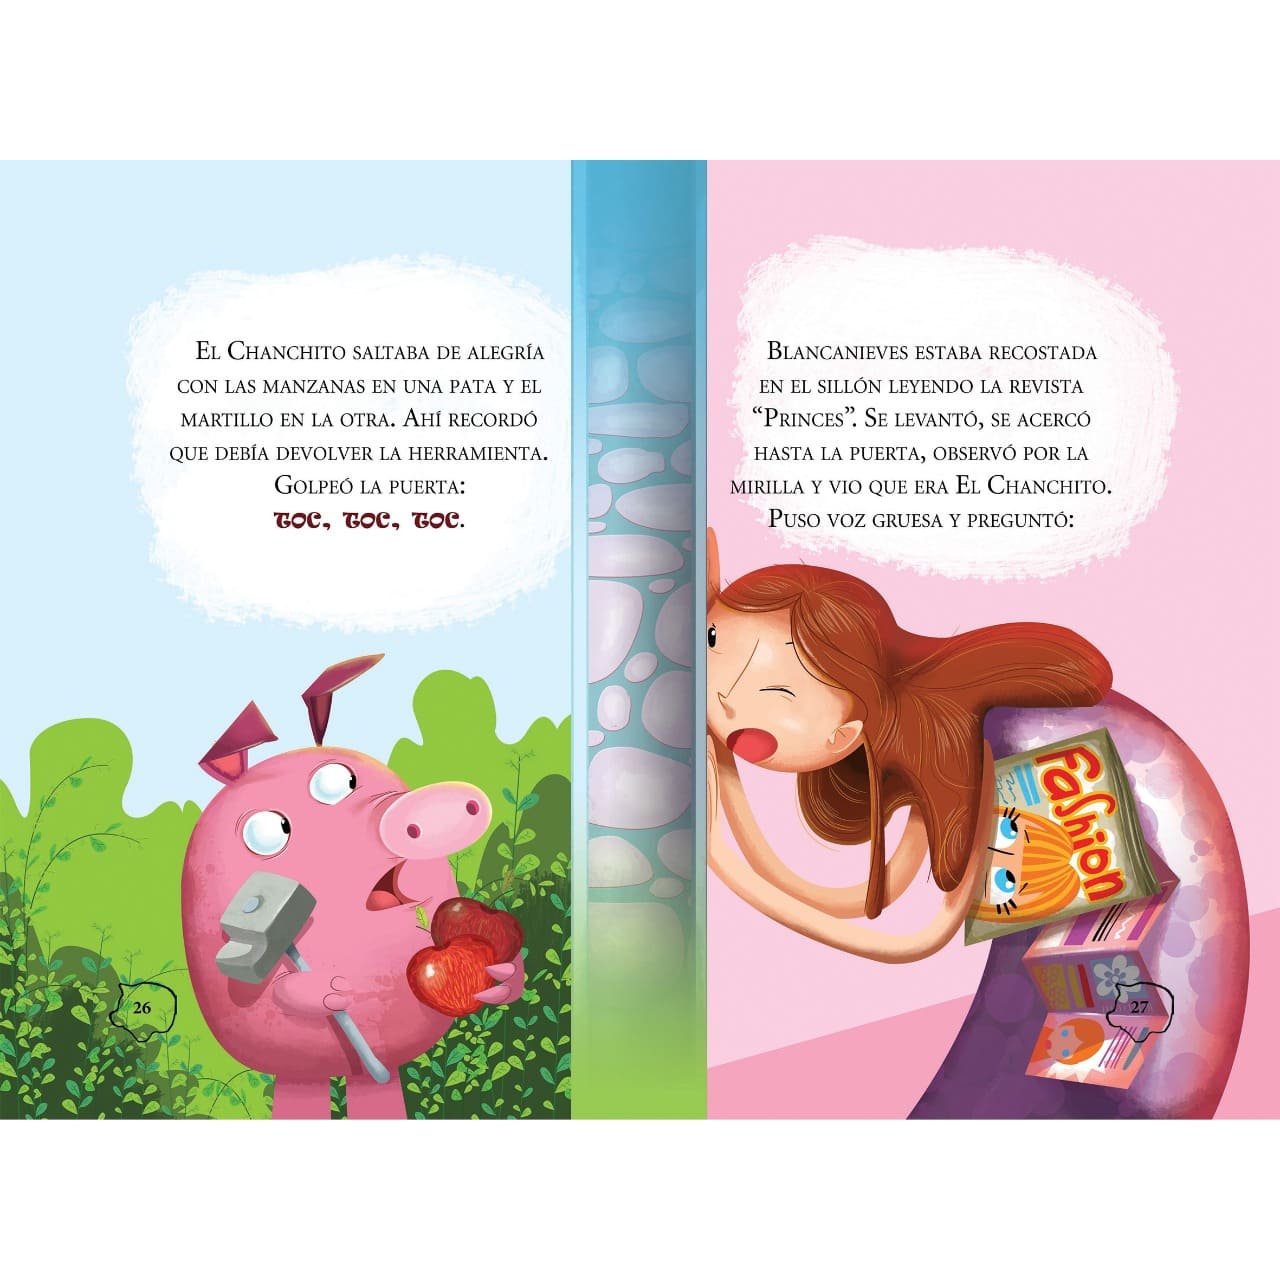 El Chanchito saltaba de alegría
con las manzanas en una pata y el
martillo en la otra. Ahí recordó
que debía devolver la herramienta.
Golpeó la puerta:
toc, toc, toc.
26
Blancanieves estaba recostada
en el sillón leyendo la revista
“Princes”. Se levantó, se acercó
hasta la puerta, observó por la
mirilla y vio que era El Chanchito.
Puso voz gruesa y preguntó:
Fashion
27